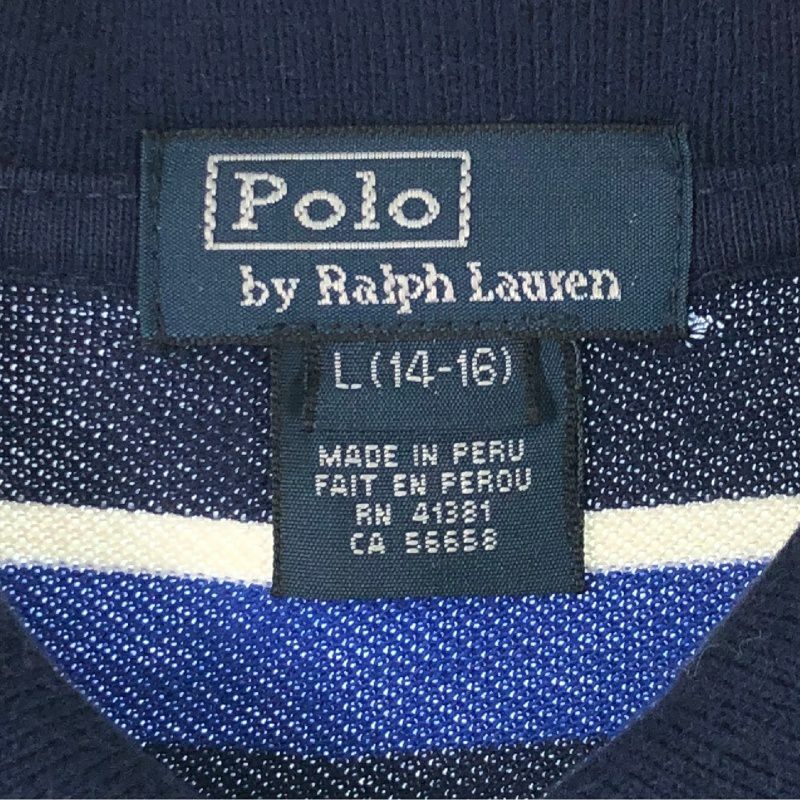 Polo
by Ralph Lauren
L (14-16)
MADE IN PERU
FAIT EN PEROU
RN 41381
CA 56658